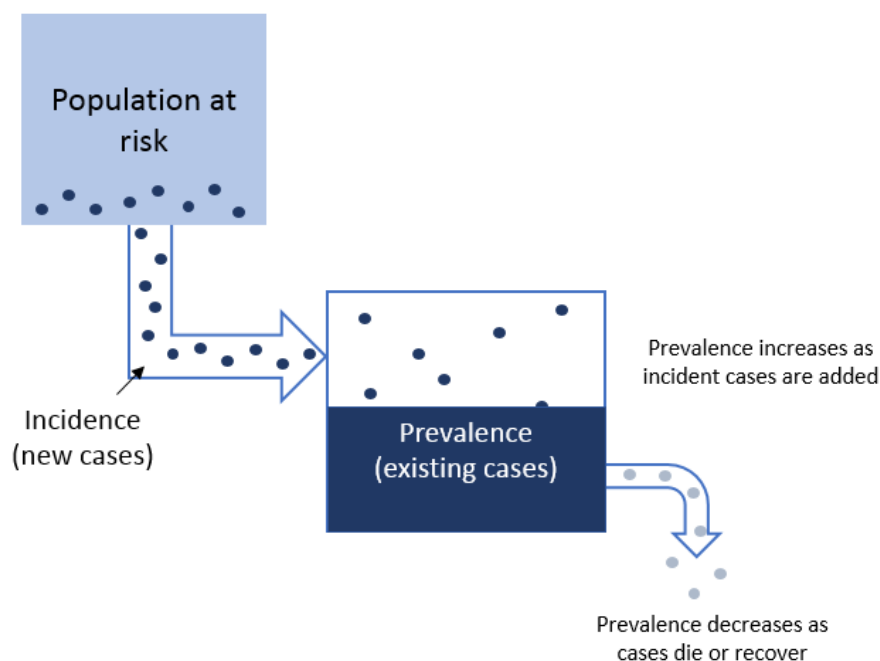 Population at
risk
Incidence
(new cases)
Prevalence
(existing cases)
Prevalence increases as
incident cases are added
Prevalence decreases as
cases die or recover